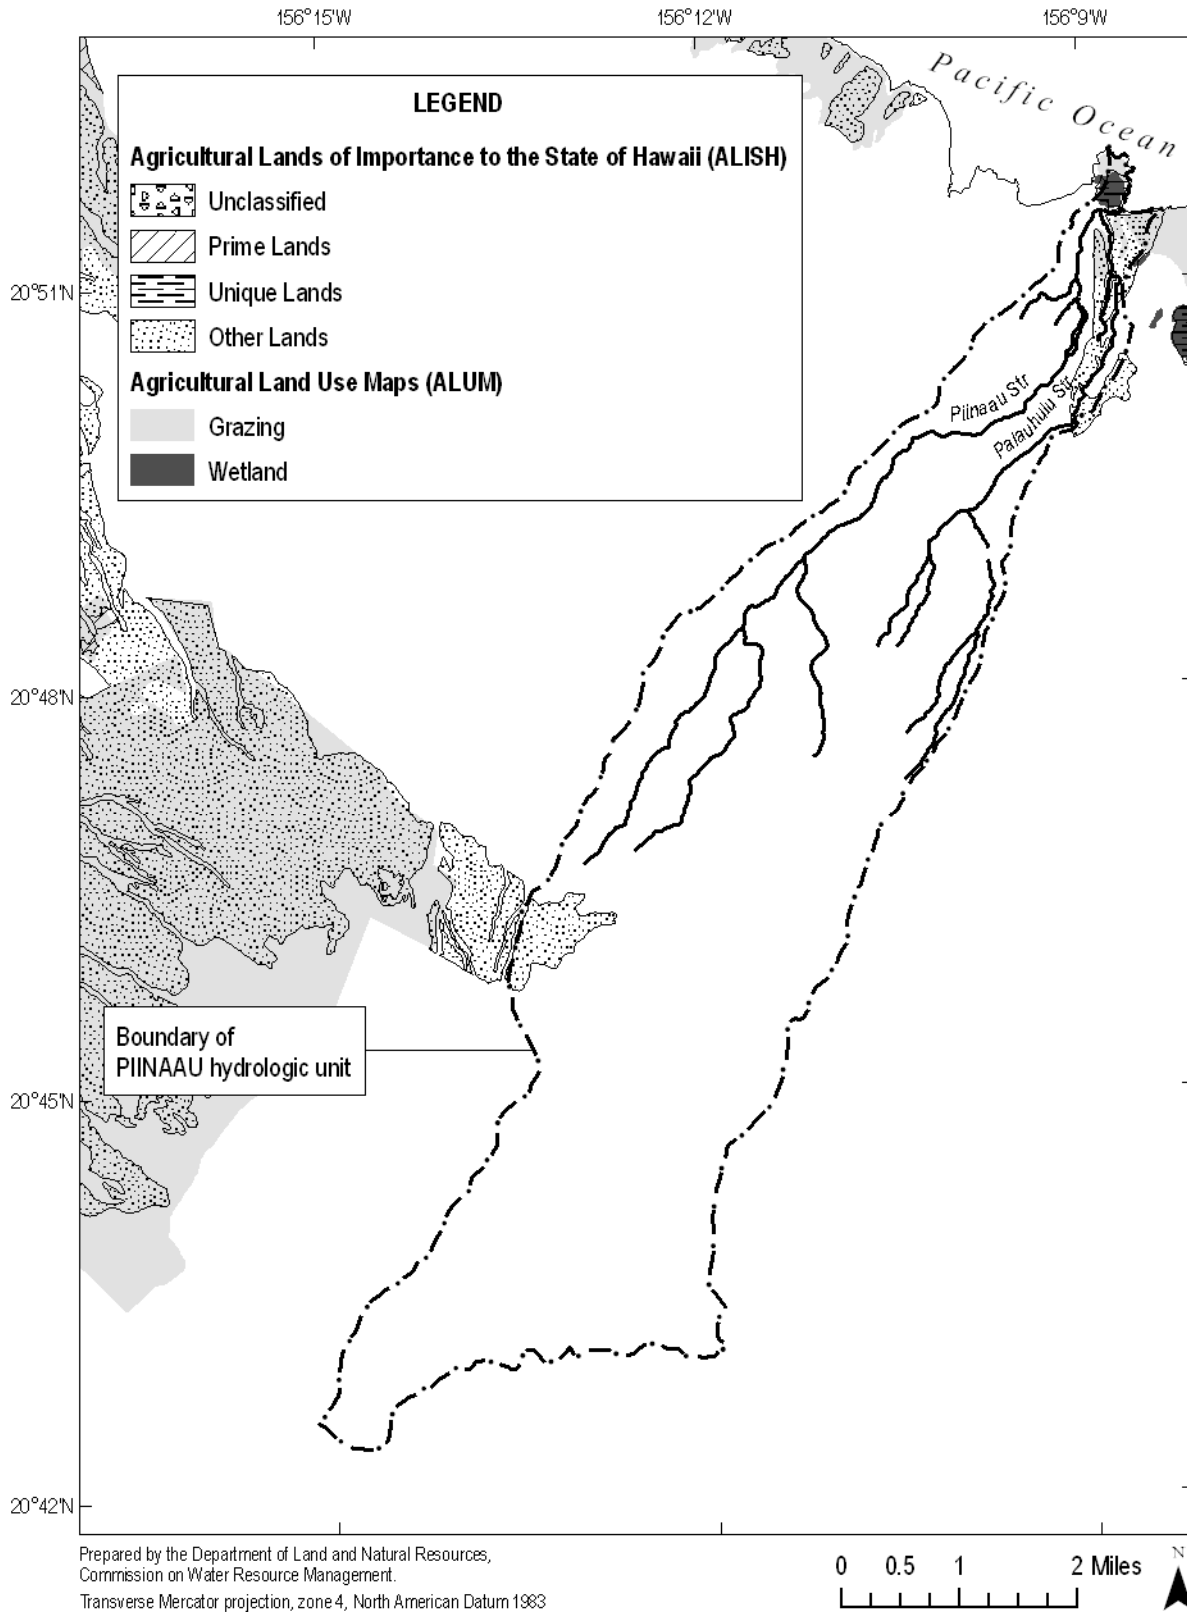 156°15'W
156°12'W
156°9'W
Pacific Ocean
LEGEND
Agricultural Lands of Importance to the State of Hawaii (ALISH)
Unclassified
Prime Lands
Unique Lands
Other Lands
Agricultural Land Use Maps (ALUM)
Grazing
Wetland
20°51'N
Piinaau Str
Palauhulu Str
20°48'N
Boundary of
PIINAAU hydrologic unit
20°45'N
20°42'N
Prepared by the Department of Land and Natural Resources,
Commission on Water Resource Management.
Transverse Mercator projection, zone 4, North American Datum 1983
0 0.5 1 2 Miles
N